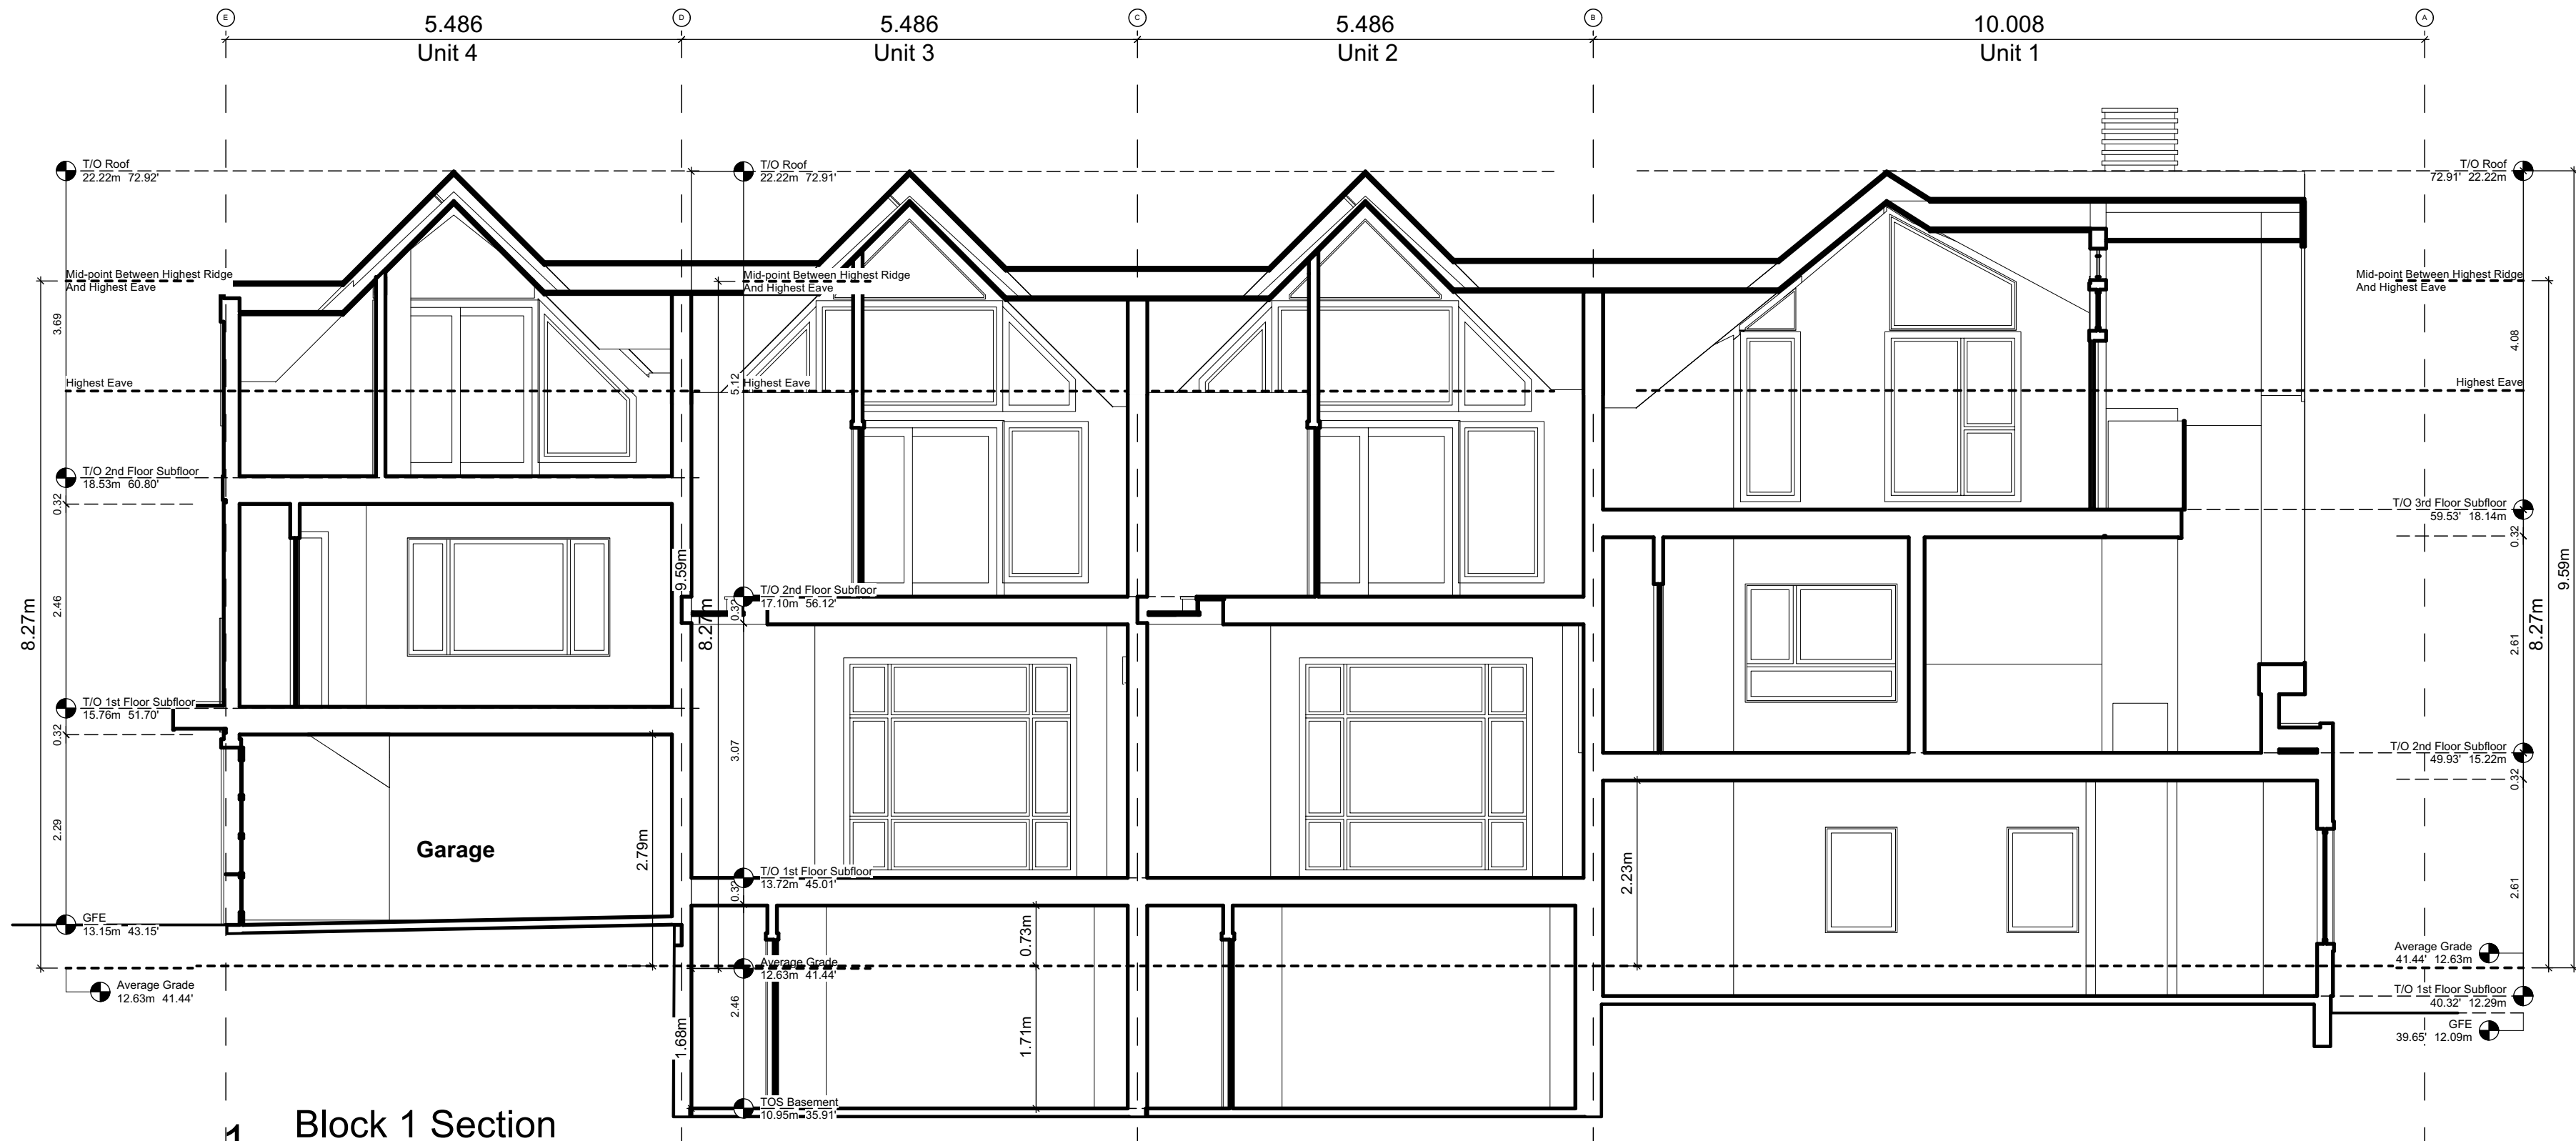 E
D
C
B
A
5.486
5.486
5.486
10.008
Unit 4
Unit 3
Unit 2
Unit 1
T/O Roof
22.22m 72.92'
T/O Roof
22.22m 72.91'
T/O Roof
72.91' 22.22m
Mid-point Between Highest Ridge
And Highest Eave
Mid-point Between Highest Ridge
And Highest Eave
Mid-point Between Highest Ridge
And Highest Eave
3.69
4.08
Highest Eave
5.12
Highest Eave
Highest Eave
T/O 2nd Floor Subfloor
18.53m 60.80'
0.32
T/O 3rd Floor Subfloor
59.53' 18.14m
0.32
9.59m
9.59m
T/O 2nd Floor Subfloor
17.10m 56.12'
0.32
2.46
8.27m
8.27m
2.61
8.27m
T/O 1st Floor Subfloor
15.76m 51.70'
0.32
3.07
T/O 2nd Floor Subfloor
49.93' 15.22m
0.32
2.29
Garage
2.79m
T/O 1st Floor Subfloor
13.72m 45.01'
0.32
2.23m
2.61
GFE
13.15m 43.15'
0.73m
Average Grade
12.63m 41.44'
Average Grade
41.44' 12.63m
Average Grade
12.63m 41.44'
2.46
T/O 1st Floor Subfloor
40.32' 12.29m
1.68m
1.71m
GFE
39.65' 12.09m
TOS Basement
10.95m 35.91'
1
Block 1 Section